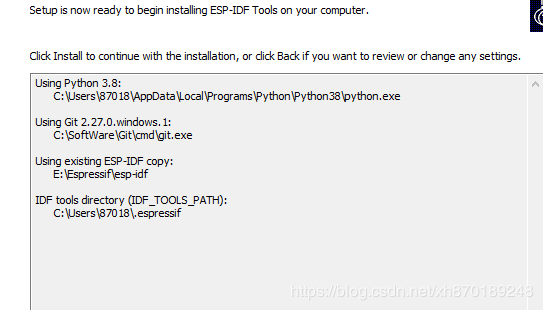 Setup is now ready to begin installing ESP-IDF Tools on your computer.
Click Install to continue with the installation, or click Back if you want to review or change any settings.
Using Python 3.8:
C:\Users\87018\AppData\Local\Programs\Python\Python38\python.exe
Using Git 2.27.0.windows.1:
C:\SoftWare\Git\cmd\git.exe
Using existing ESP-IDF copy:
E:\Espressif\esp-idf
IDF tools directory (IDF_TOOLS_PATH):
C:\Users\87018\.espressif
https://blog.csdn.net/xh870189248